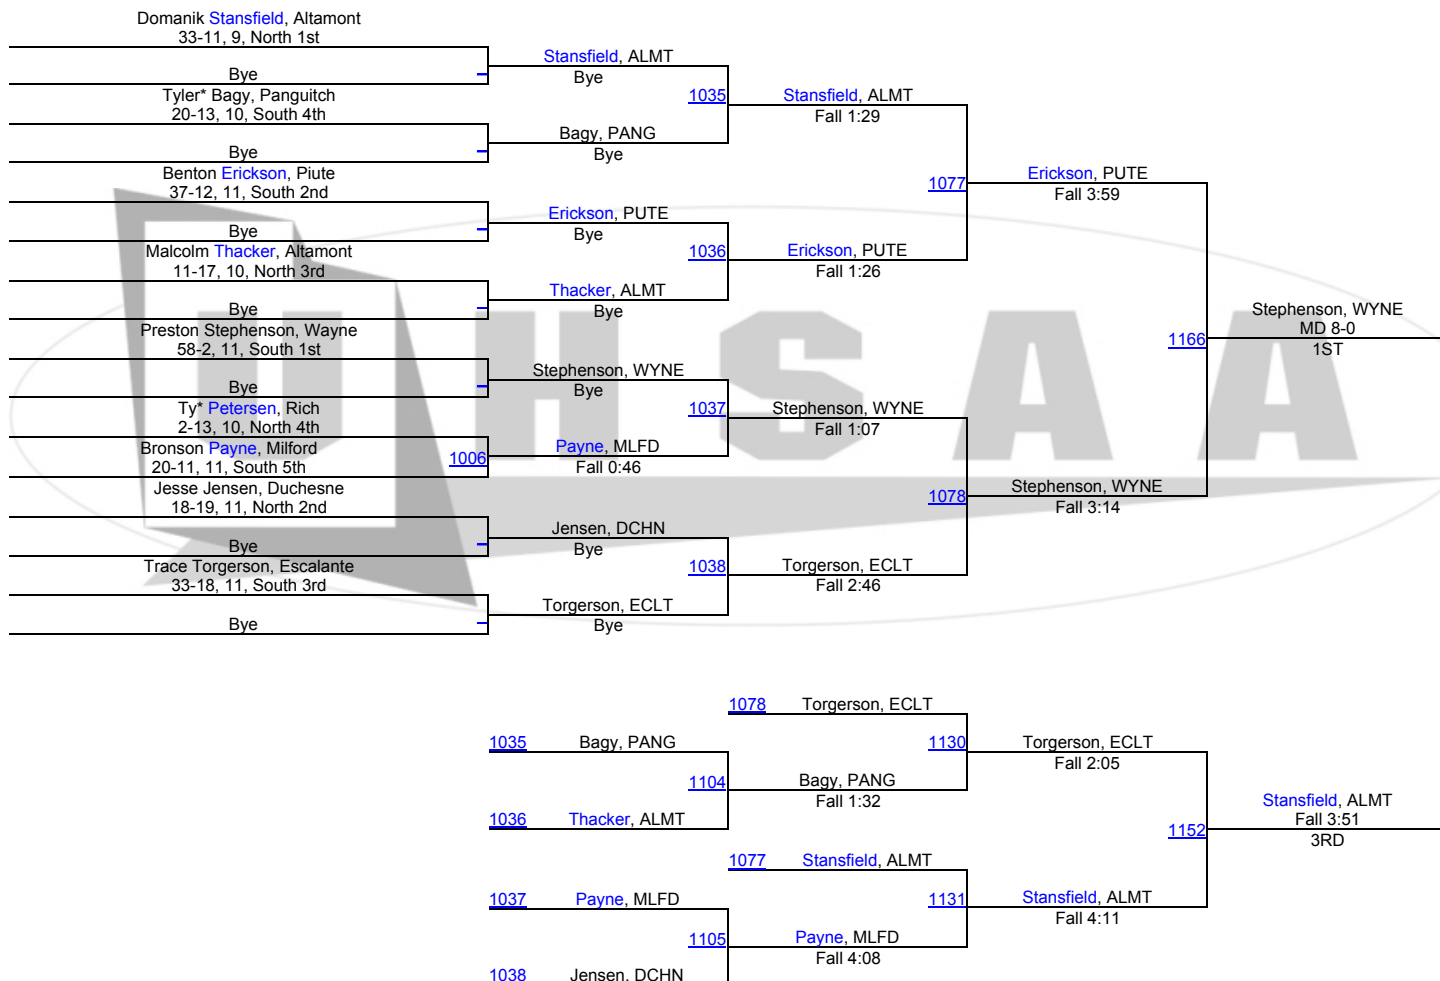 Domanik Stansfield, Altamont
33-11, 9, North 1st
Bye
Tyler* Bagy, Panguitch
20-13, 10, South 4th
Bye
Benton Erickson, Piute
37-12, 11, South 2nd
Bye
Malcolm Thacker, Altamont
11-17, 10, North 3rd
Bye
Preston Stephenson, Wayne
58-2, 11, South 1st
Bye
Ty* Petersen, Rich
2-13, 10, North 4th
Bronson Payne, Milford
20-11, 11, South 5th
1006
Jesse Jensen, Duchesne
18-19, 11, North 2nd
Bye
Trace Torgerson, Escalante
33-18, 11, South 3rd
Bye
Stansfield, ALMT
Bye
1035
Bagy, PANG
Bye
Erickson, PUTE
Bye
1036
Thacker, ALMT
Bye
Stephenson, WYNE
Bye
1037
Payne, MLFD
Fall 0:46
Jensen, DCHN
Bye
1038
Torgerson, ECLT
Bye
Stansfield, ALMT
Fall 1:29
1077
Erickson, PUTE
Fall 1:26
Stephenson, WYNE
Fall 1:07
1078
Torgerson, ECLT
Fall 2:46
Erickson, PUTE
Fall 3:59
1166
Stephenson, WYNE
Fall 3:14
Stephenson, WYNE
MD 8-0
1ST
UHSAA
1078 Torgerson, ECLT
1035 Bagy, PANG
1130
1104
Bagy, PANG
Fall 1:32
1036 Thacker, ALMT
Torgerson, ECLT
Fall 2:05
1152
Stansfield, ALMT
Fall 3:51
3RD
1077 Stansfield, ALMT
1037 Payne, MLFD
1131
Stansfield, ALMT
Fall 4:11
1105
Payne, MLFD
Fall 4:08
1038 Jensen, DCHN